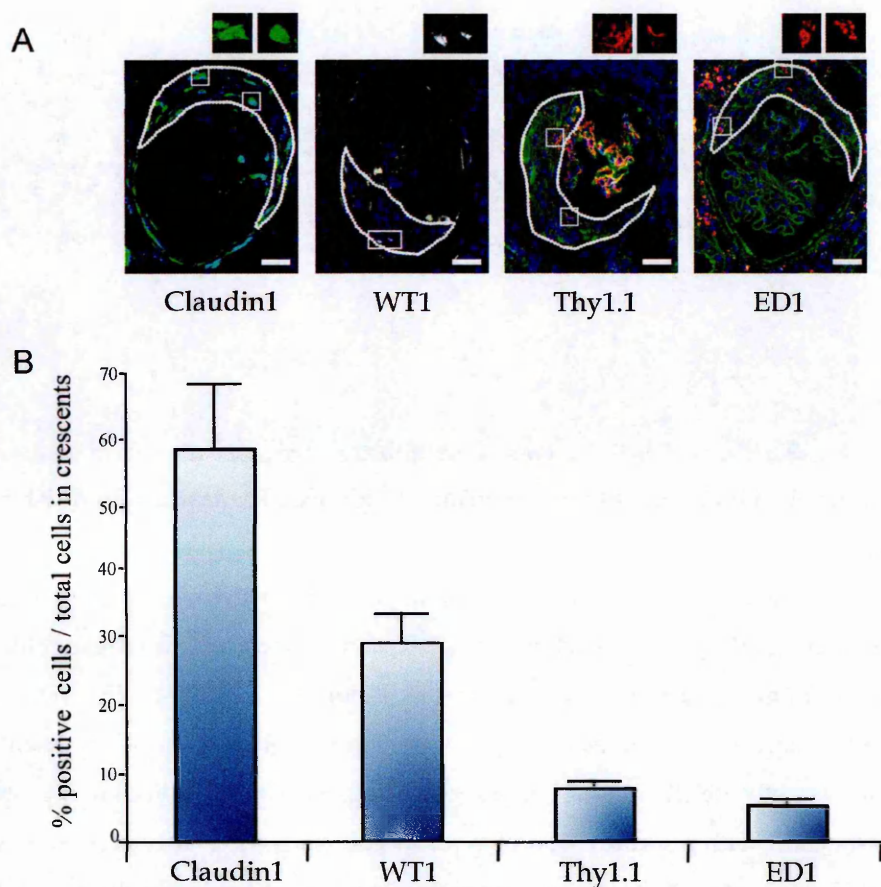 A
Claudin1 WT1 Thy1.1 ED1
B
% positive cells / total cells in crescents
70
60
50
40
30
20
10
0
Claudin1 WT1 Thy1.1 ED1